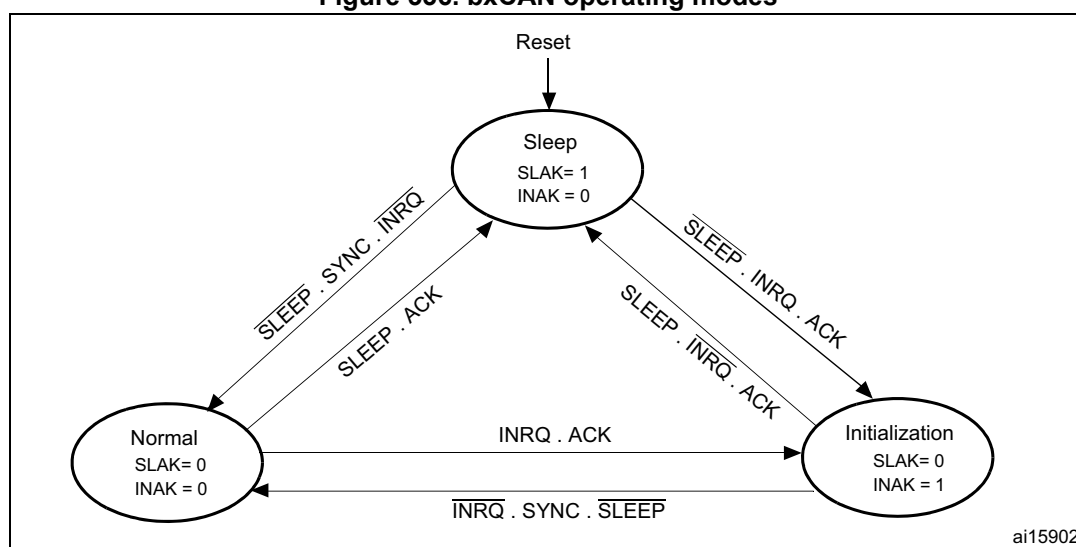 Figure bxCAN operating modes
Reset
Sleep
SLAK= 1
INAK = 0
SLEEP . SYNC . INRQ
SLEEP . ACK
SLEEP . INRQ . ACK
SLEEP . INRQ . ACK
Normal
SLAK= 0
INAK = 0
INRQ . ACK
INRQ . SYNC . SLEEP
Initialization
SLAK= 0
INAK = 1
ai15902